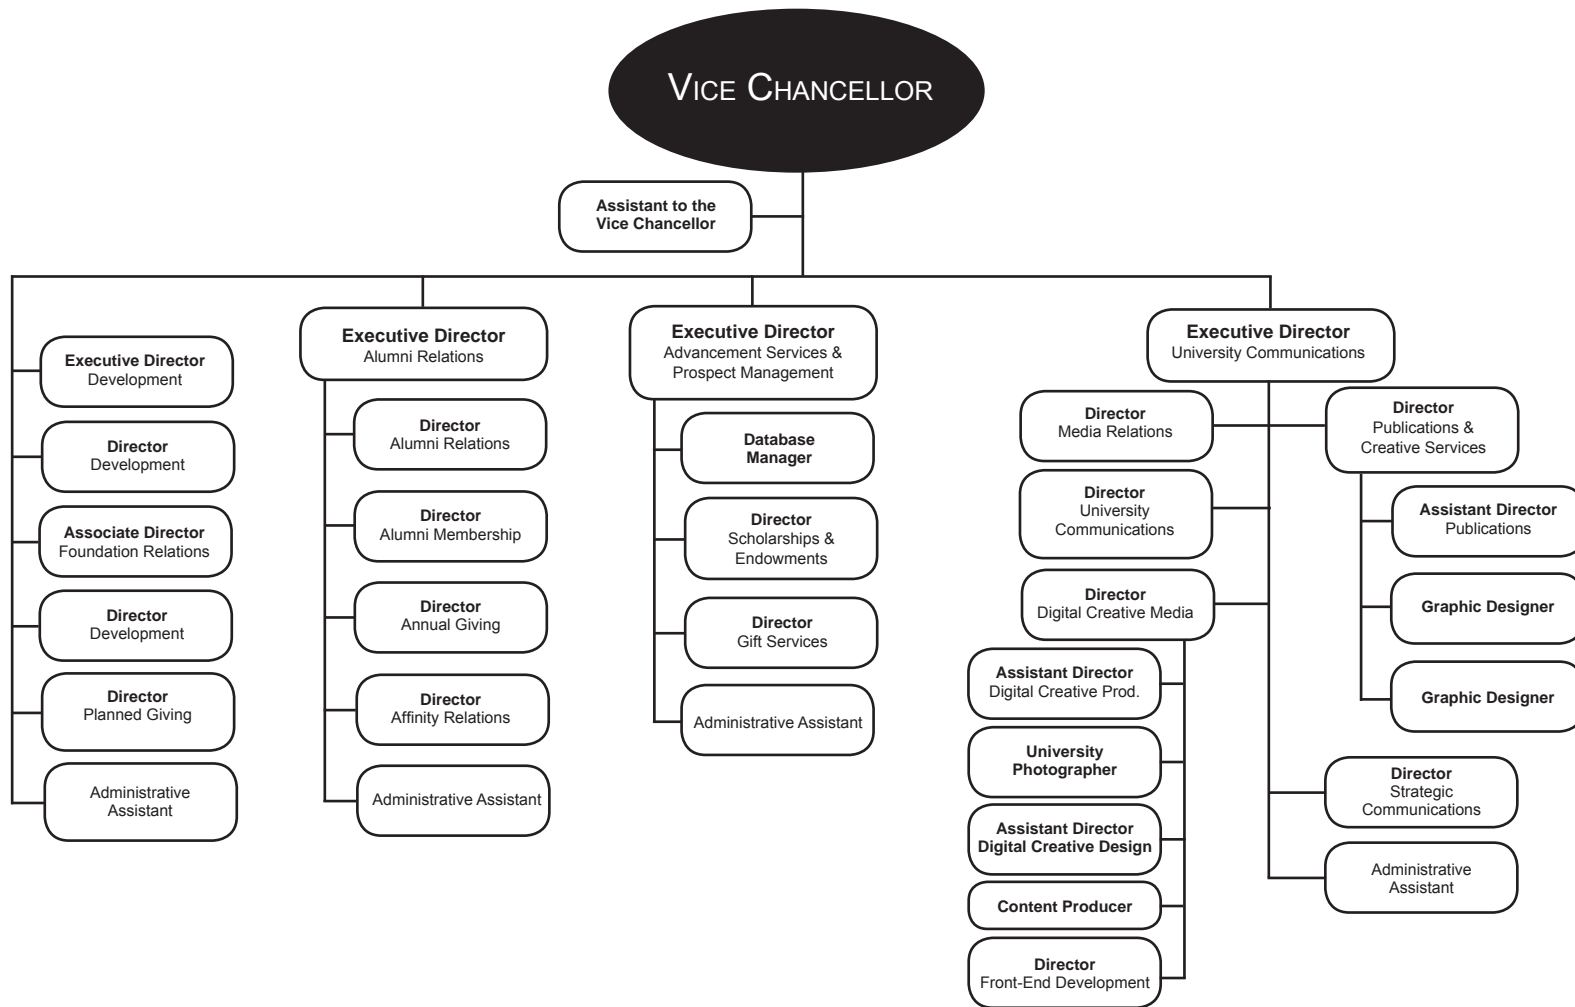 VICE CHANCELLOR
Assistant to the
Vice Chancellor
Executive Director
Development
Director
Development
Associate Director
Foundation Relations
Director
Development
Director
Planned Giving
Administrative
Assistant
Executive Director
Alumni Relations
Director
Alumni Relations
Director
Alumni Membership
Director
Annual Giving
Director
Affinity Relations
Administrative Assistant
Executive Director
Advancement Services &
Prospect Management
Database
Manager
Director
Scholarships &
Endowments
Director
Gift Services
Administrative Assistant
Executive Director
University Communications
Director
Media Relations
Director
University
Communications
Director
Digital Creative Media
Assistant Director
Digital Creative Prod.
University
Photographer
Assistant Director
Digital Creative Design
Content Producer
Director
Front-End Development
Director
Publications &
Creative Services
Assistant Director
Publications
Graphic Designer
Graphic Designer
Director
Strategic
Communications
Administrative
Assistant